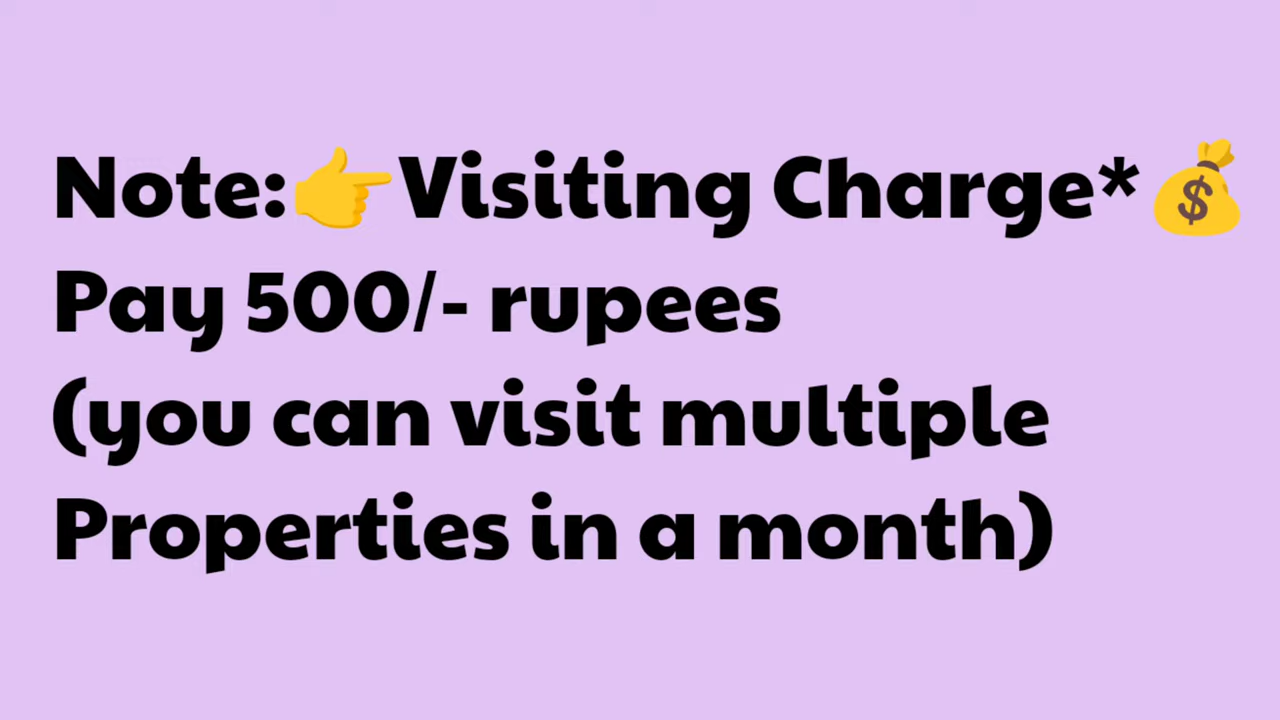 Note:👉Visiting Charge*💰
Pay 500/- rupees
(you can visit multiple
Properties in a month)